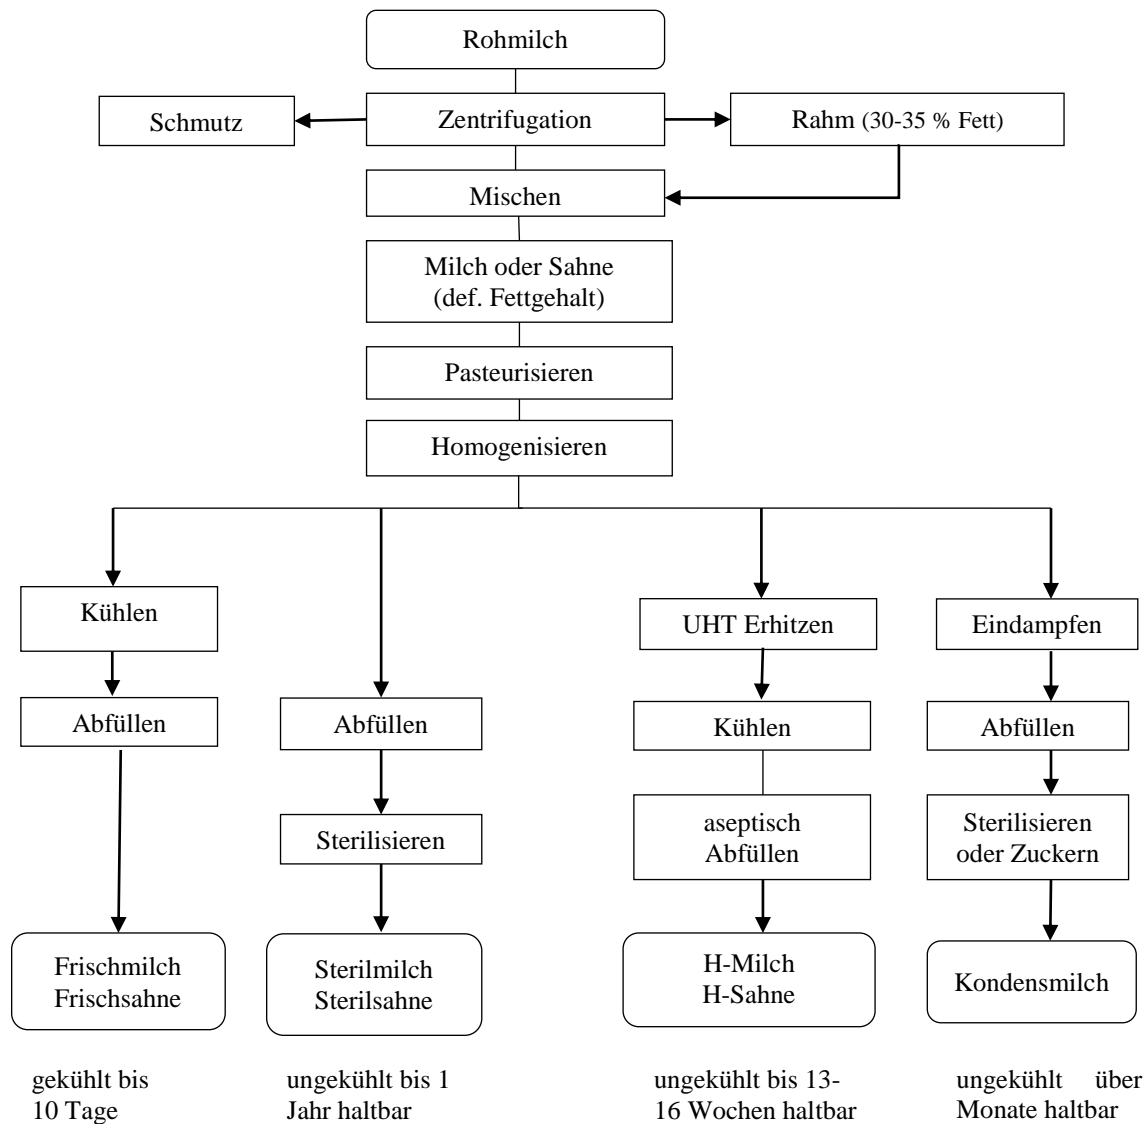 Rohmilch
Schmutz
Zentrifugation
Rahm (30-35 % Fett)
Mischen
Milch oder Sahne
(def. Fettgehalt)
Pasteurisieren
Homogenisieren
Kühlen
Abfüllen
Frischmilch
Frischsahne
gekühlt bis
10 Tage
Abfüllen
Sterilisieren
Sterilmilch
Sterilsahne
ungekühlt bis 1
Jahr haltbar
UHT Erhitzen
Kühlen
aseptisch
Abfüllen
H-Milch
H-Sahne
ungekühlt bis 13-
16 Wochen haltbar
Eindampfen
Abfüllen
Sterilisieren
oder Zuckern
Kondensmilch
ungekühlt über
Monate haltbar